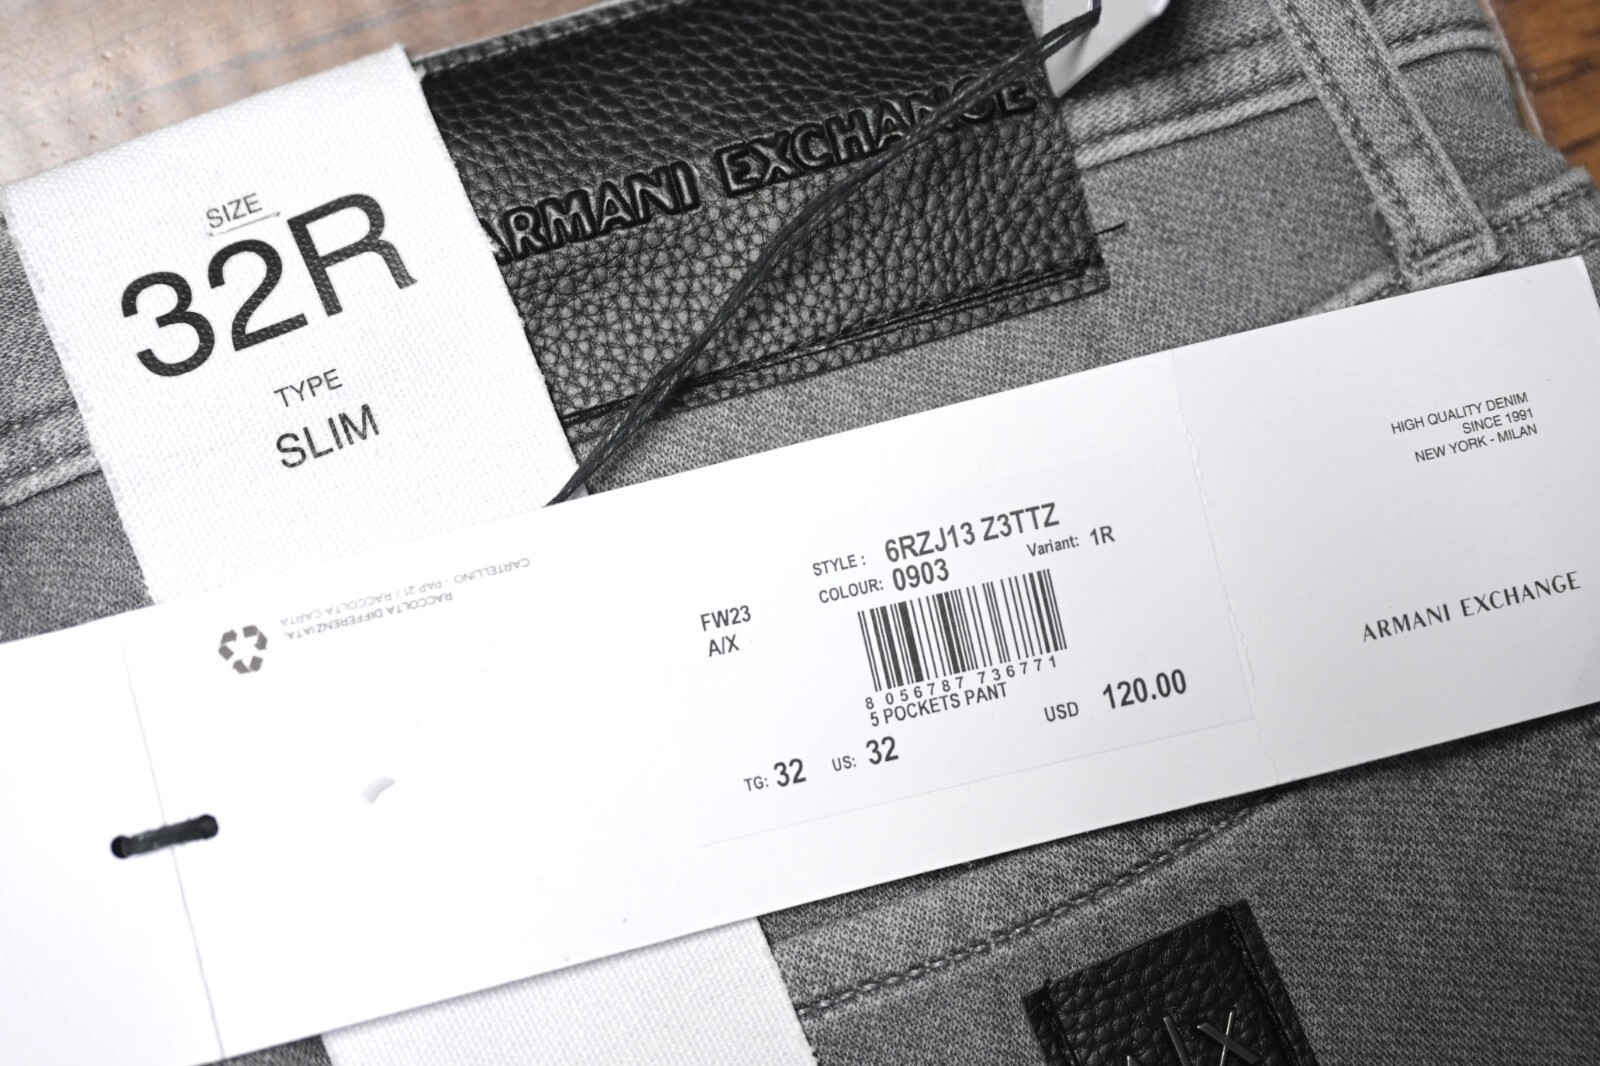 ARMANI EXCHANGE
SIZE
32R
TYPE
SLIM
HIGH QUALITY DENIM
SINCE 1991
NEW YORK - MILAN
ARMANI EXCHANGE
STYLE : 6RZJ13 Z3TTZ
COLOUR: 0903 Variant: 1R
FW23
A/X
8 056787 736771
5 POCKETS PANT
USD 120.00
TG: 32 US: 32
RACCOLTA DIFFERENZIATA
CARTELLINO - PAP 21 / RACCOLTA CARTA
A/X